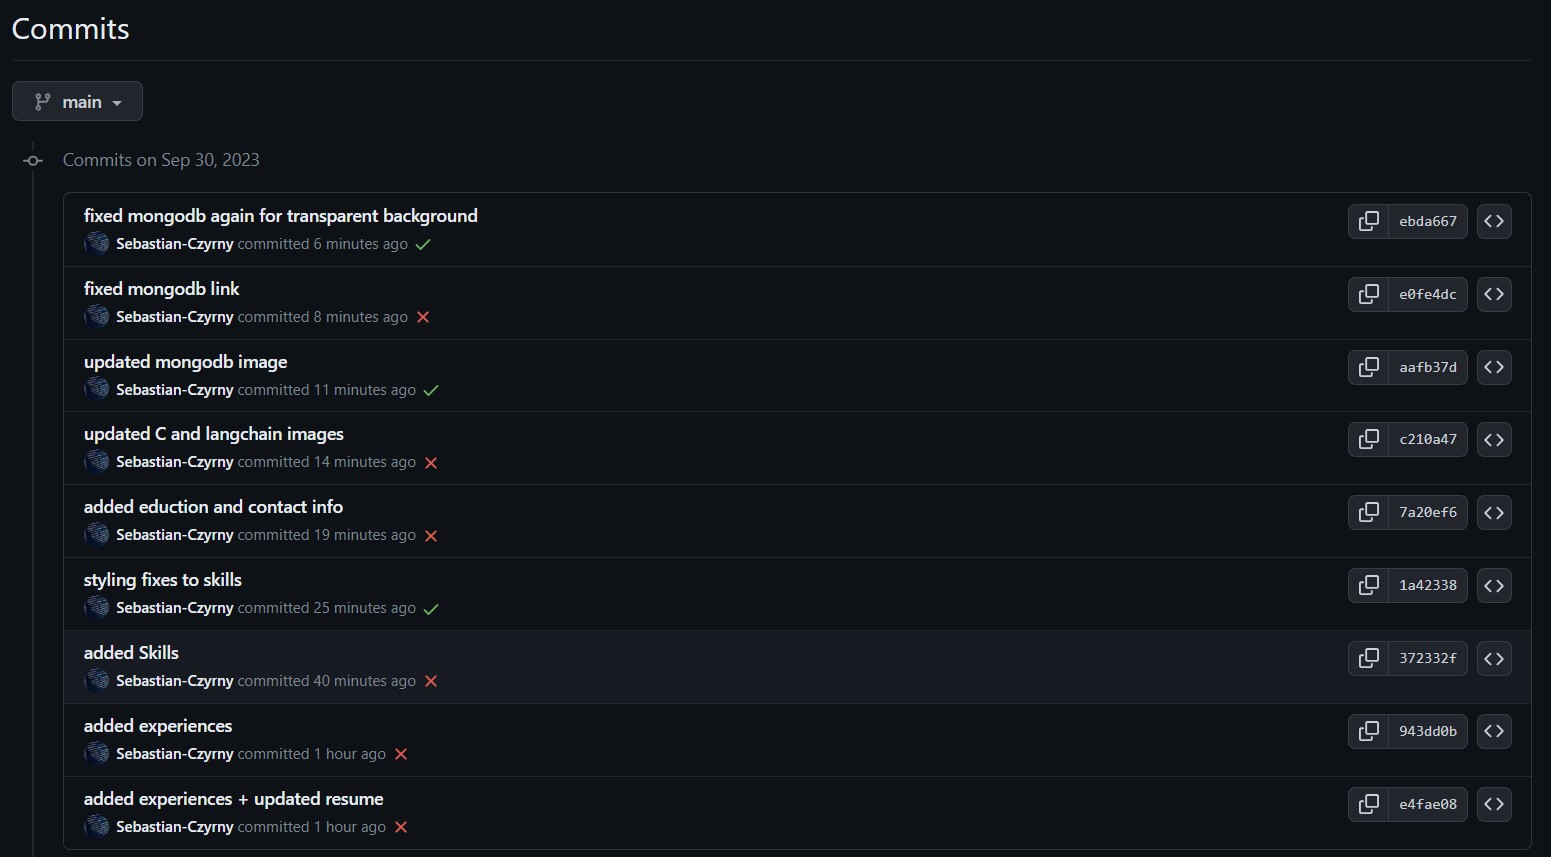 Commits
main
Commits on Sep 30, 2023
fixed mongodb again for transparent background
Sebastian-Czyrny committed 6 minutes ago
ebda667
fixed mongodb link
Sebastian-Czyrny committed 8 minutes ago
e0fe4dc
updated mongodb image
Sebastian-Czyrny committed 11 minutes ago
aafb37d
updated C and langchain images
Sebastian-Czyrny committed 14 minutes ago
c210a47
added eduction and contact info
Sebastian-Czyrny committed 19 minutes ago
7a20ef6
styling fixes to skills
Sebastian-Czyrny committed 25 minutes ago
1a42338
added Skills
Sebastian-Czyrny committed 40 minutes ago
372332f
added experiences
Sebastian-Czyrny committed 1 hour ago
943dd0b
added experiences + updated resume
Sebastian-Czyrny committed 1 hour ago
e4fae08